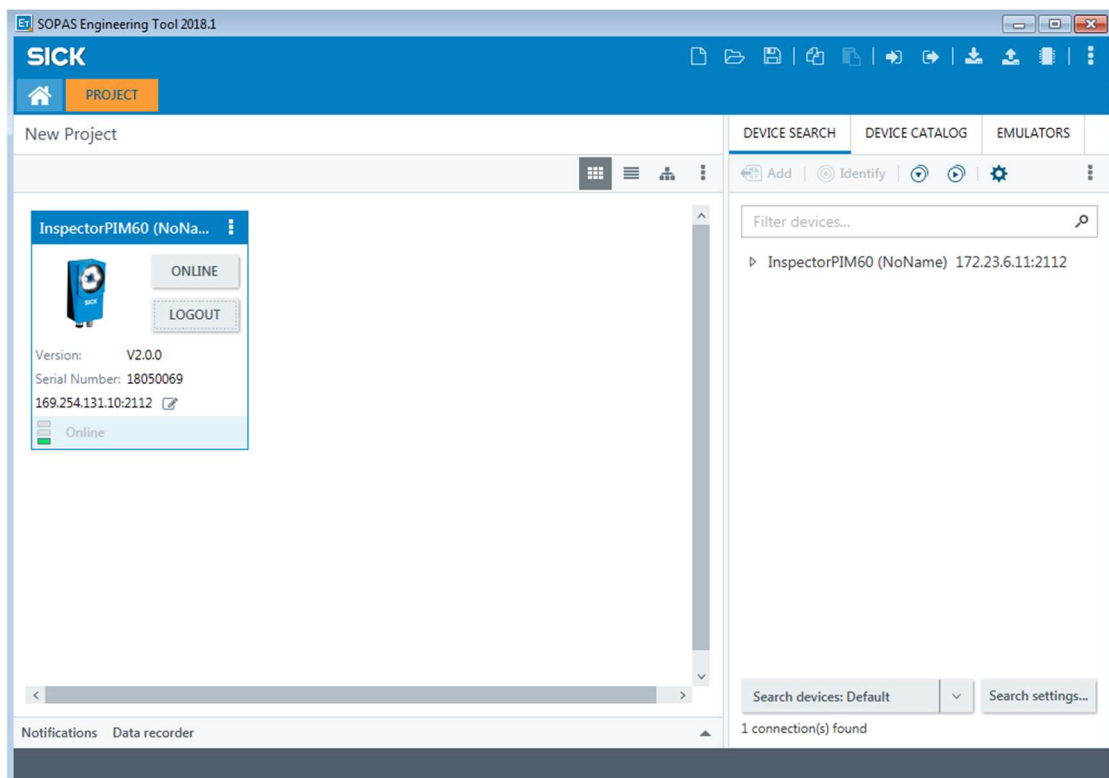 SOPAS Engineering Tool 2018.1
SICK
PROJECT
New Project
DEVICE SEARCH DEVICE CATALOG EMULATORS
Add Identify
Filter devices...
InspectorPIM60 (NoName) 172.23.6.11:2112
InspectorPIM60 (NoNa...
ONLINE
LOGOUT
Version: V2.0.0
Serial Number: 18050069
169.254.131.10:2112
Online
Search devices: Default Search settings...
1 connection(s) found
Notifications Data recorder